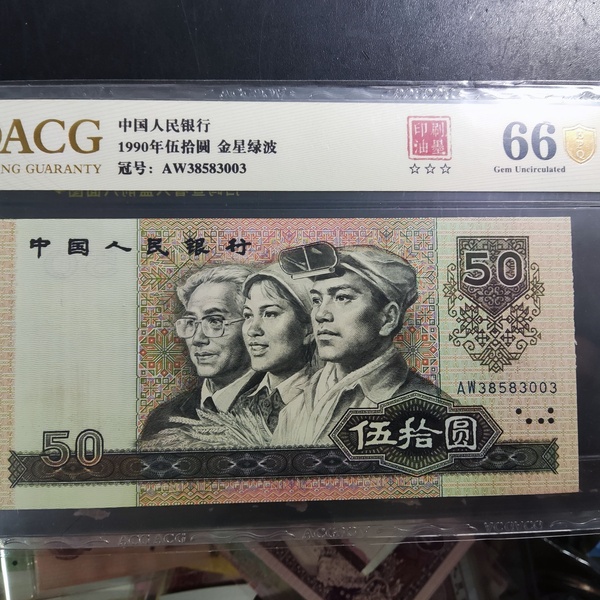 ACG
ING GUARANTY
中国人民银行
1990年伍拾圆 金星绿波
冠号: AW38583003
印刷
油墨
☆☆☆
66
Gem Uncirculated
中国人民银行
50
AW38583003
50
伍拾圆